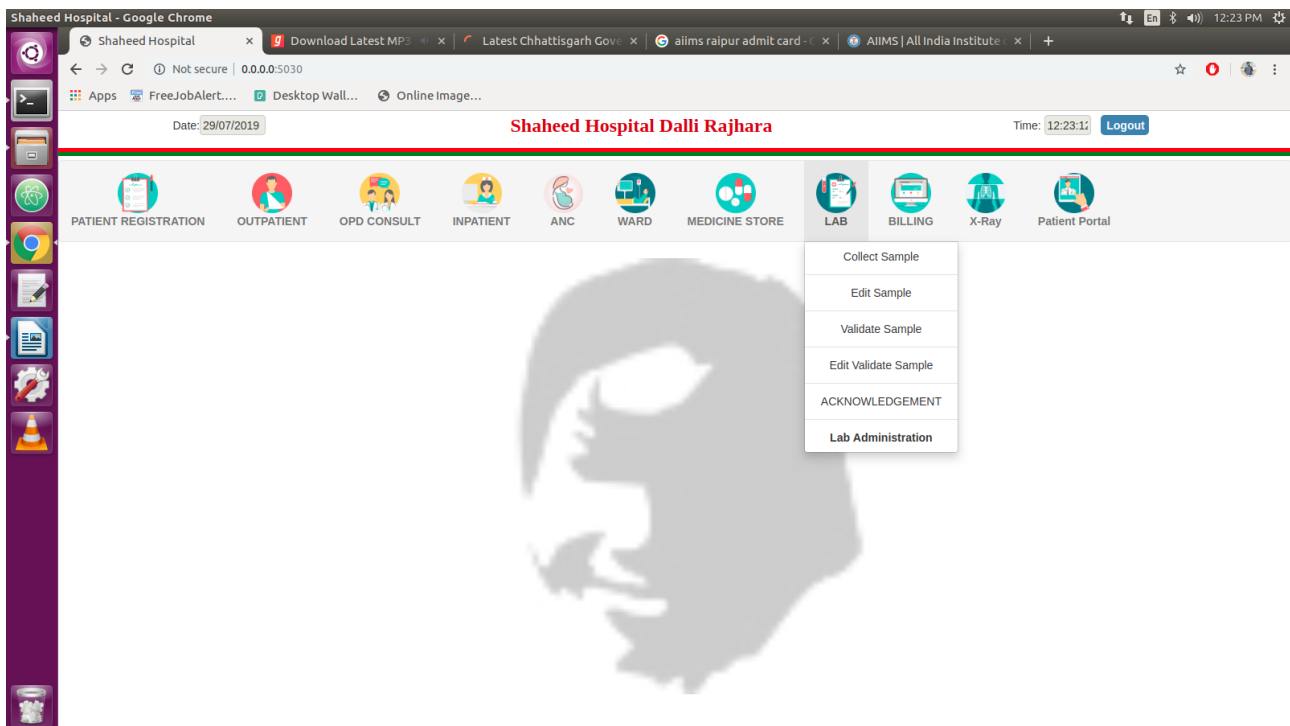 Shaheed Hospital - Google Chrome En 12:23 PM
Shaheed Hospital Download Latest MP3 Latest Chhattisgarh Gove aiims raipur admit card - AIIMS | All India Institute
Not secure | 0.0.0.0:5030
Apps FreeJobAlert.... Desktop Wall... Online Image...
Date: 29/07/2019 Shaheed Hospital Dalli Rajhara Time: 12:23:12 Logout
PATIENT REGISTRATION OUTPATIENT OPD CONSULT INPATIENT ANC WARD MEDICINE STORE LAB BILLING X-Ray Patient Portal
Collect Sample
Edit Sample
Validate Sample
Edit Validate Sample
ACKNOWLEDGEMENT
Lab Administration